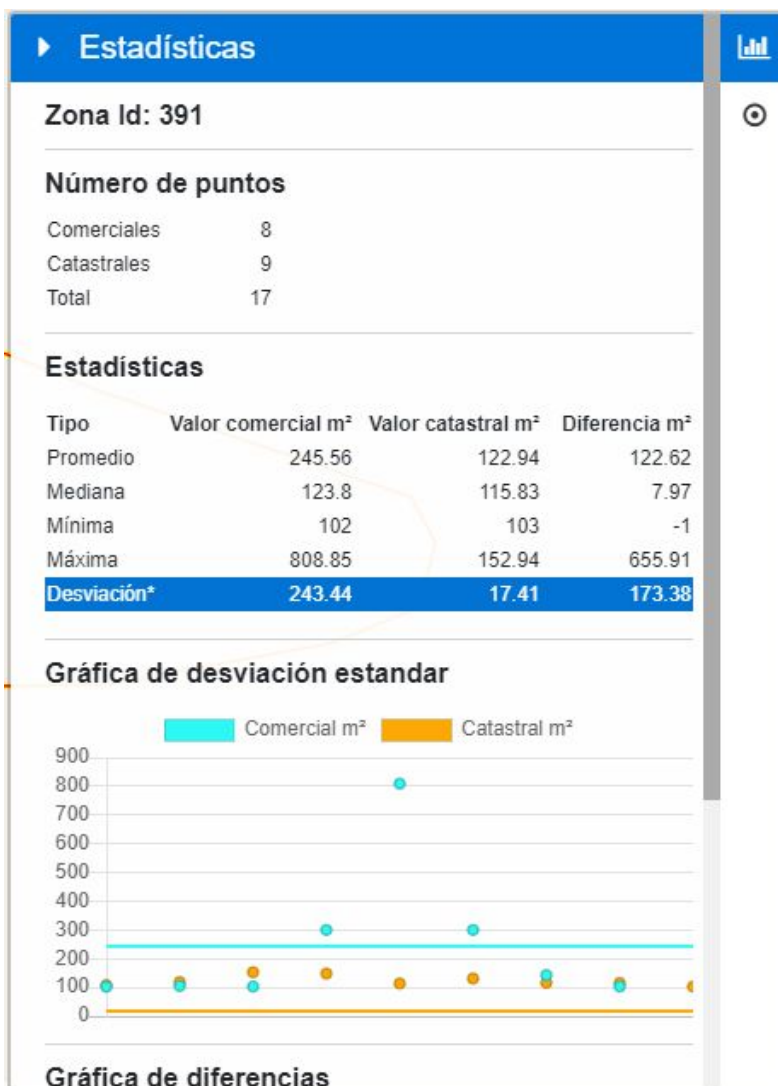 Estadísticas
Zona Id: 391
Número de puntos
Comerciales 8
Catastrales 9
Total 17
Estadísticas
Tipo Valor comercial m² Valor catastral m² Diferencia m²
Promedio 245.56 122.94 122.62
Mediana 123.8 115.83 7.97
Mínima 102 103 -1
Máxima 808.85 152.94 655.91
Desviación* 243.44 17.41 173.38
Gráfica de desviación estandar
Comercial m² Catastral m²
900
800
700
600
500
400
300
200
100
0
Gráfica de diferencias